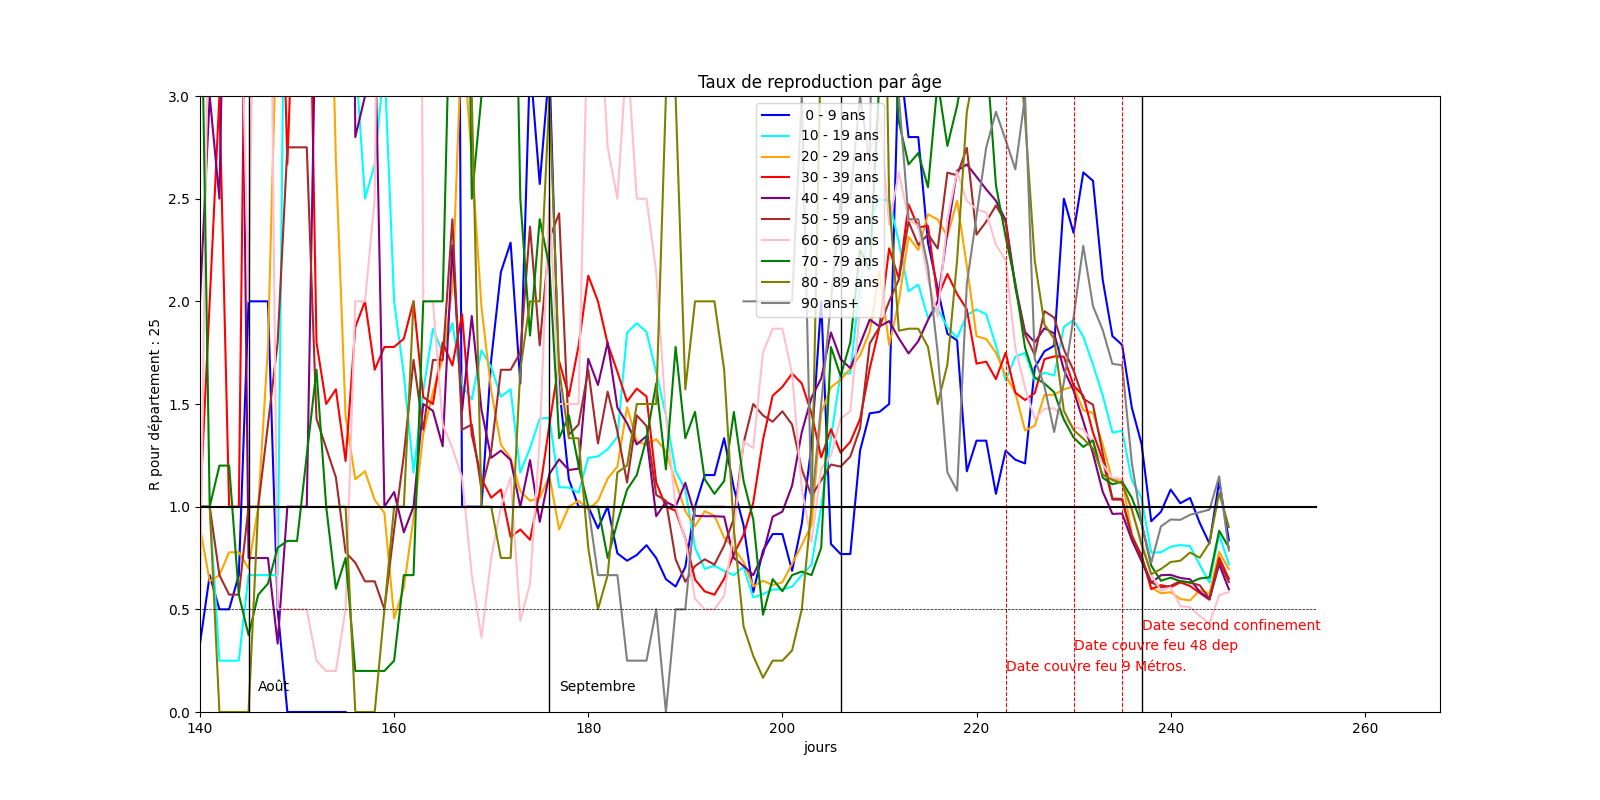 Taux de reproduction par âge
R pour département : 25
3.0
2.5
2.0
1.5
1.0
0.5
0.0
0 - 9 ans
10 - 19 ans
20 - 29 ans
30 - 39 ans
40 - 49 ans
50 - 59 ans
60 - 69 ans
70 - 79 ans
80 - 89 ans
90 ans+
Date second confinement
Date couvre feu 48 dep
Date couvre feu 9 Métros.
Août
Septembre
140
160
180
200
220
240
260
jours